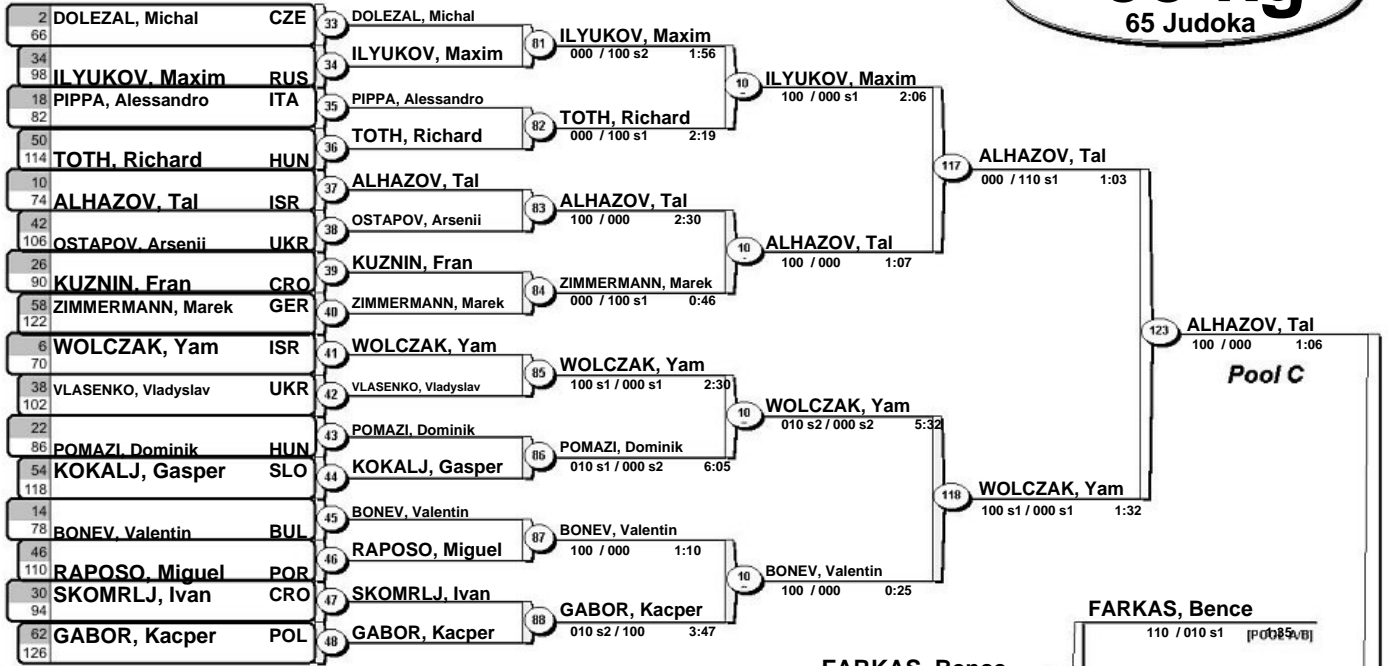 65 Judoka
2 DOLEZAL, Michal CZE
66
34
98 ILYUKOV, Maxim RUS
18 PIPPA, Alessandro ITA
82
50
114 TOTH, Richard HUN
10
74 ALHAZOV, Tal ISR
42
106 OSTAPOV, Arsenii UKR
26
90 KUZNIN, Fran CRO
58 ZIMMERMANN, Marek GER
122
6 WOLCZAK, Yam ISR
70
38 VLASENKO, Vladyslav UKR
102
22
86 POMAZI, Dominik HUN
54 KOKALJ, Gasper SLO
118
14
78 BONEV, Valentin BUL
46
110 RAPOSO, Miguel POR
30 SKOMRLJ, Ivan CRO
94
62 GABOR, Kacper POL
126
33 DOLEZAL, Michal
34 ILYUKOV, Maxim
35 PIPPA, Alessandro
36 TOTH, Richard
37 ALHAZOV, Tal
38 OSTAPOV, Arsenii
39 KUZNIN, Fran
40 ZIMMERMANN, Marek
41 WOLCZAK, Yam
42 VLASENKO, Vladyslav
43 POMAZI, Dominik
44 KOKALJ, Gasper
45 BONEV, Valentin
46 RAPOSO, Miguel
47 SKOMRLJ, Ivan
48 GABOR, Kacper
81 ILYUKOV, Maxim
000 / 100 s2 1:56
82 TOTH, Richard
000 / 100 s1 2:19
83 ALHAZOV, Tal
100 / 000 2:30
84 ZIMMERMANN, Marek
000 / 100 s1 0:46
85 WOLCZAK, Yam
100 s1 / 000 s1 2:30
86 POMAZI, Dominik
010 s1 / 000 s2 6:05
87 BONEV, Valentin
100 / 000 1:10
88 GABOR, Kacper
010 s2 / 100 3:47
10 ILYUKOV, Maxim
100 / 000 s1 2:06
10 ALHAZOV, Tal
100 / 000 1:07
10 WOLCZAK, Yam
010 s2 / 000 s2 5:32
10 BONEV, Valentin
100 / 000 0:25
117 ALHAZOV, Tal
000 / 110 s1 1:03
118 WOLCZAK, Yam
100 s1 / 000 s1 1:32
123 ALHAZOV, Tal
100 / 000 1:06
Pool C
FARKAS, Bence
110 / 010 s1
FARKAS, Bence